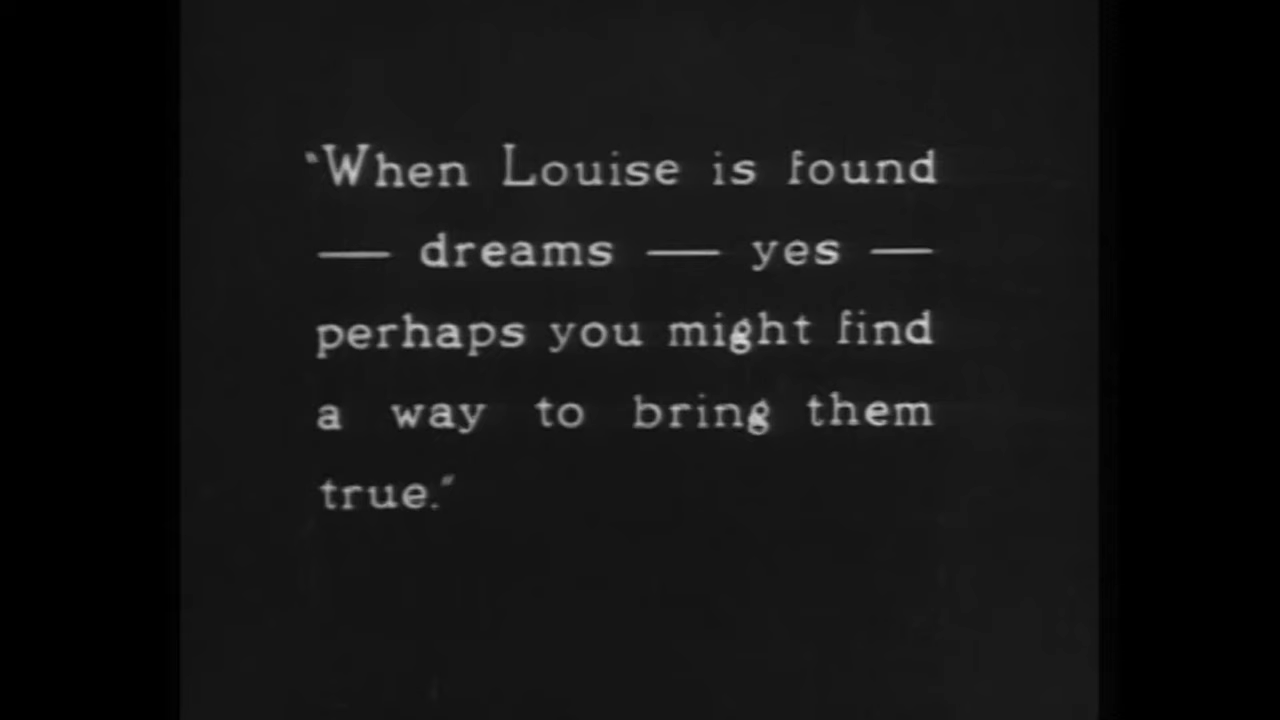 "When Louise is found
— dreams — yes —
perhaps you might find
a way to bring them
true."